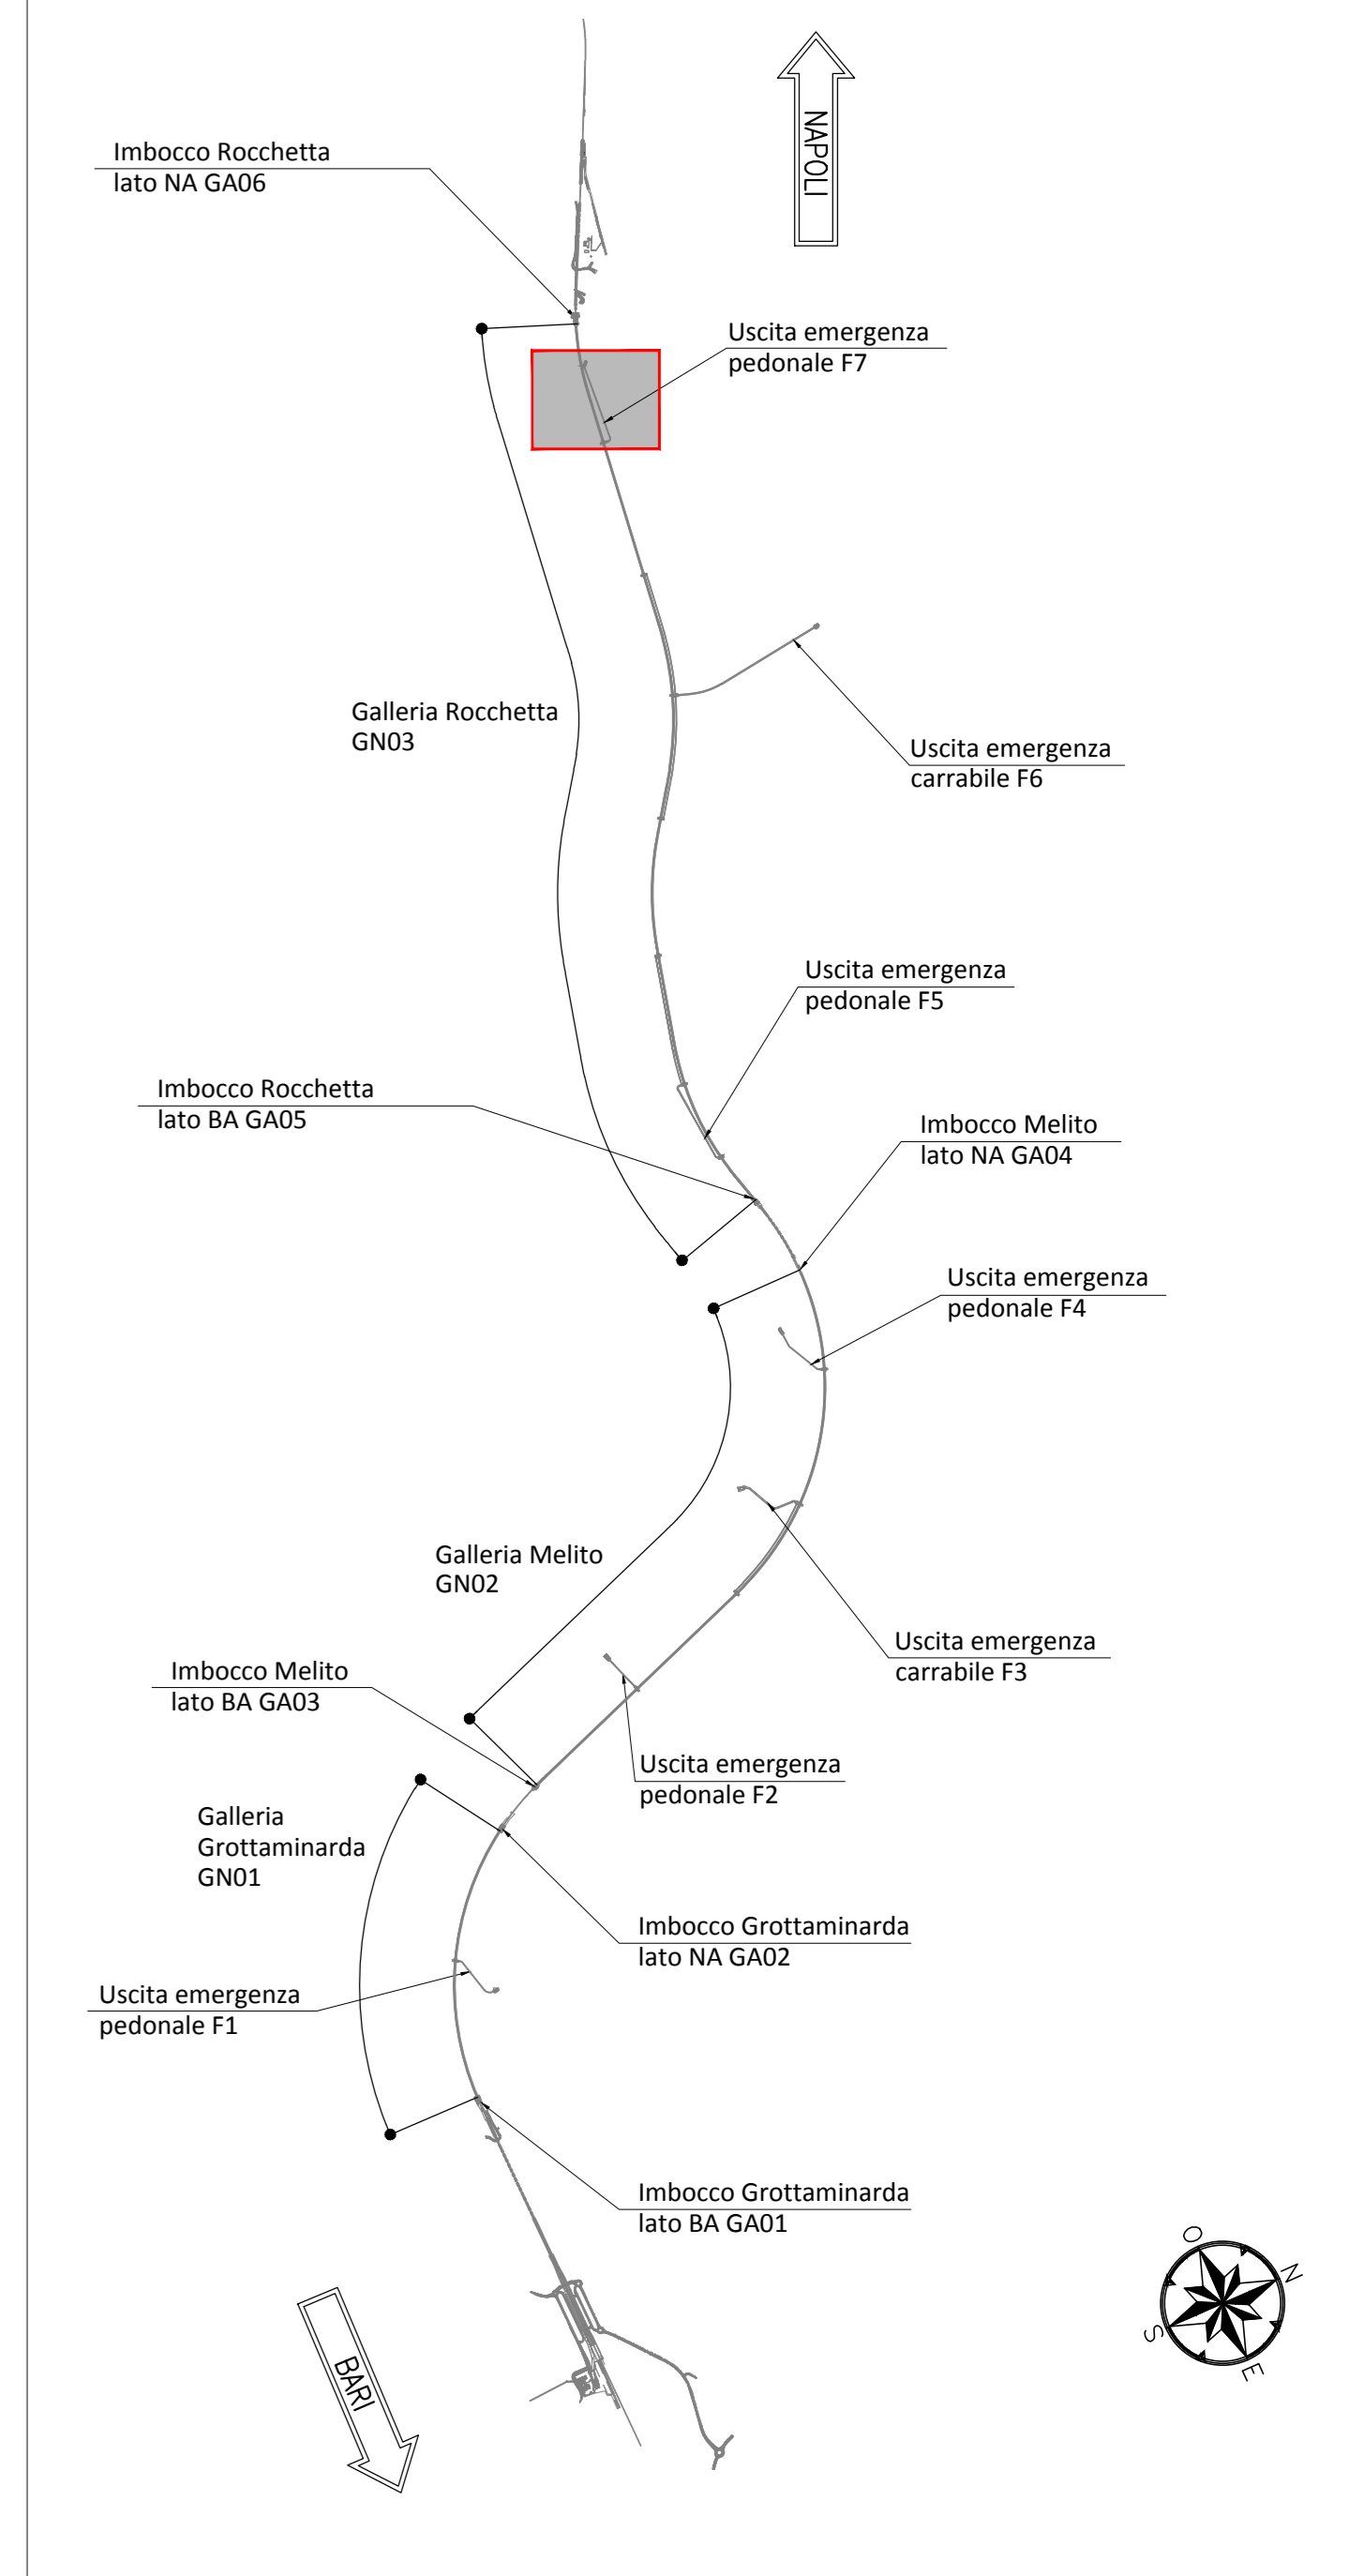 NAPOLI
Imbocco Rocchetta
lato NA GA06
Uscita emergenza
pedonale F7
Galleria Rocchetta
GN03
Uscita emergenza
carrabile F6
Uscita emergenza
pedonale F5
Imbocco Rocchetta
lato BA GA05
Imbocco Melito
lato NA GA04
Uscita emergenza
pedonale F4
Galleria Melito
GN02
Uscita emergenza
carrabile F3
Imbocco Melito
lato BA GA03
Uscita emergenza
pedonale F2
Galleria
Grottaminarda
GN01
Imbocco Grottaminarda
lato NA GA02
Uscita emergenza
pedonale F1
Imbocco Grottaminarda
lato BA GA01
BARI
O
N
S
E